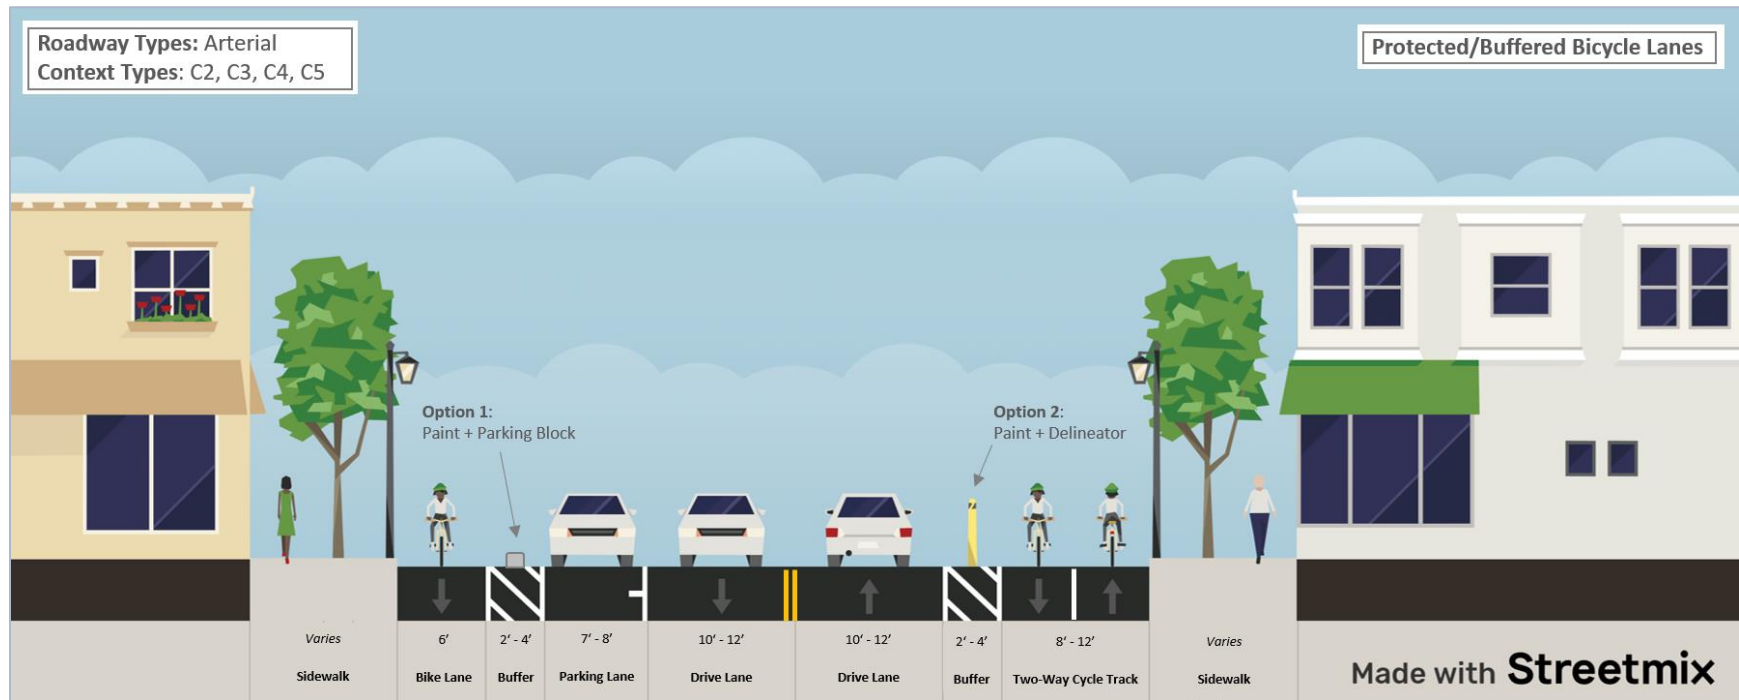 Roadway Types: Arterial
Context Types: C2, C3, C4, C5
Protected/Buffered Bicycle Lanes
Option 1:
Paint + Parking Block
Option 2:
Paint + Delineator
Varies
Sidewalk
6'
Bike Lane
2' - 4'
Buffer
7' - 8'
Parking Lane
10' - 12'
Drive Lane
10' - 12'
Drive Lane
2' - 4'
Buffer
8' - 12'
Two-Way Cycle Track
Varies
Sidewalk
Made with Streetmix